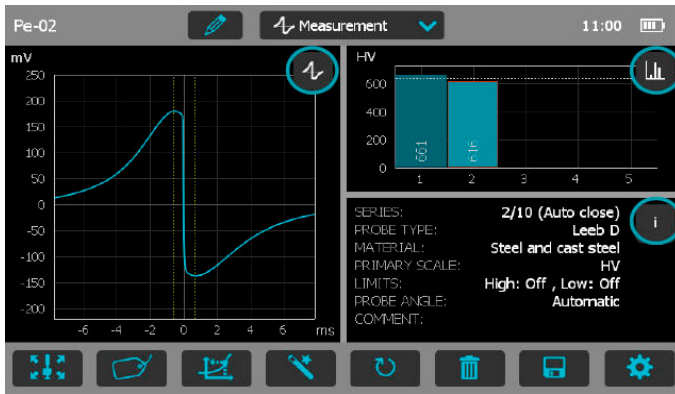 Pe-02
Measurement
11:00
mV
250
200
150
100
50
0
-50
-100
-150
-200
-6 -4 -2 0 2 4 6 ms
HV
600
400
200
0
661
616
1 2 3 4 5
SERIES: 2/10 (Auto close)
PROBE TYPE: Leeb D
MATERIAL: Steel and cast steel
PRIMARY SCALE: HV
LIMITS: High: Off , Low: Off
PROBE ANGLE: Automatic
COMMENT:
i